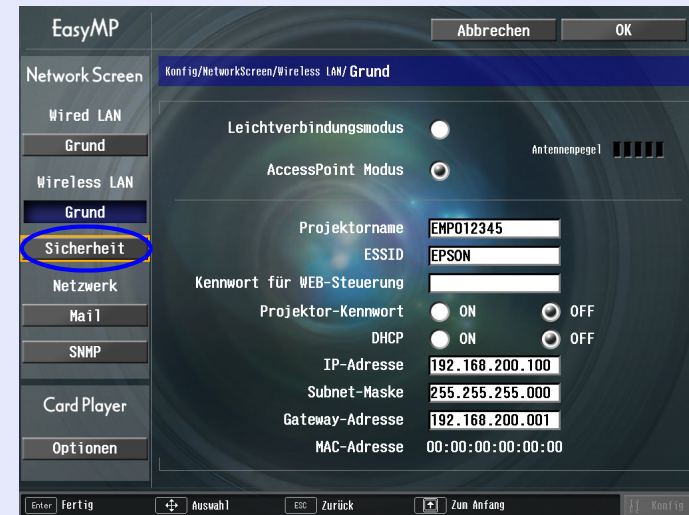 EasyMP
Abbrechen
OK
Network Screen
Wired LAN
Grund
Wireless LAN
Grund
Sicherheit
Netzwerk
Mail
SNMP
Card Player
Optionen
Konfig/NetworkScreen/Wireless LAN/ Grund
Leichtverbindungsmodus
Antennenpegel
AccessPoint Modus
Projektorname EMP012345
ESSID EPSON
Kennwort für WEB-Steuerung
Projektor-Kennwort ON OFF
DHCP ON OFF
IP-Adresse 192.168.200.100
Subnet-Maske 255.255.255.000
Gateway-Adresse 192.168.200.001
MAC-Adresse 00:00:00:00:00:00
Enter Fertig Auswahl ESC Zurück Zum Anfang Konfig